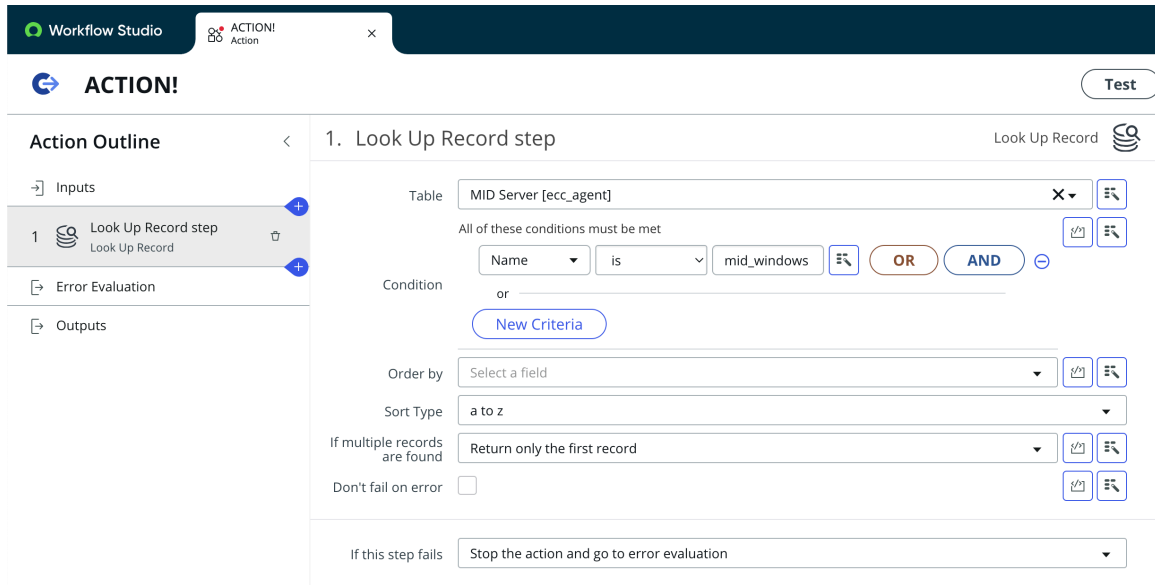 Workflow Studio
ACTION!
Action
ACTION!
Test
Action Outline
Inputs
1
Look Up Record step
Look Up Record
Error Evaluation
Outputs
1. Look Up Record step
Look Up Record
Table
MID Server [ecc_agent]
All of these conditions must be met
Condition
Name
is
mid_windows
OR
AND
or
New Criteria
Order by
Select a field
Sort Type
a to z
If multiple records
are found
Return only the first record
Don't fail on error
If this step fails
Stop the action and go to error evaluation